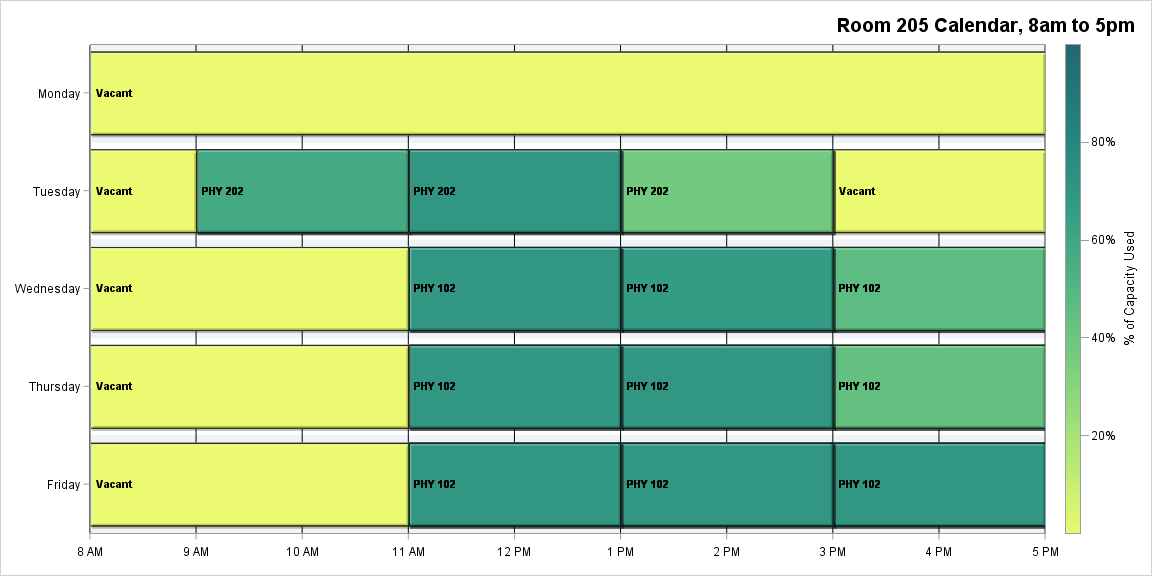 Room 205 Calendar, 8am to 5pm
Monday
Vacant
Tuesday
Vacant
PHY 202
PHY 202
PHY 202
Vacant
Wednesday
Vacant
PHY 102
PHY 102
PHY 102
Thursday
Vacant
PHY 102
PHY 102
PHY 102
Friday
Vacant
PHY 102
PHY 102
PHY 102
8 AM
9 AM
10 AM
11 AM
12 PM
1 PM
2 PM
3 PM
4 PM
5 PM
80%
60%
40%
20%
% of Capacity Used